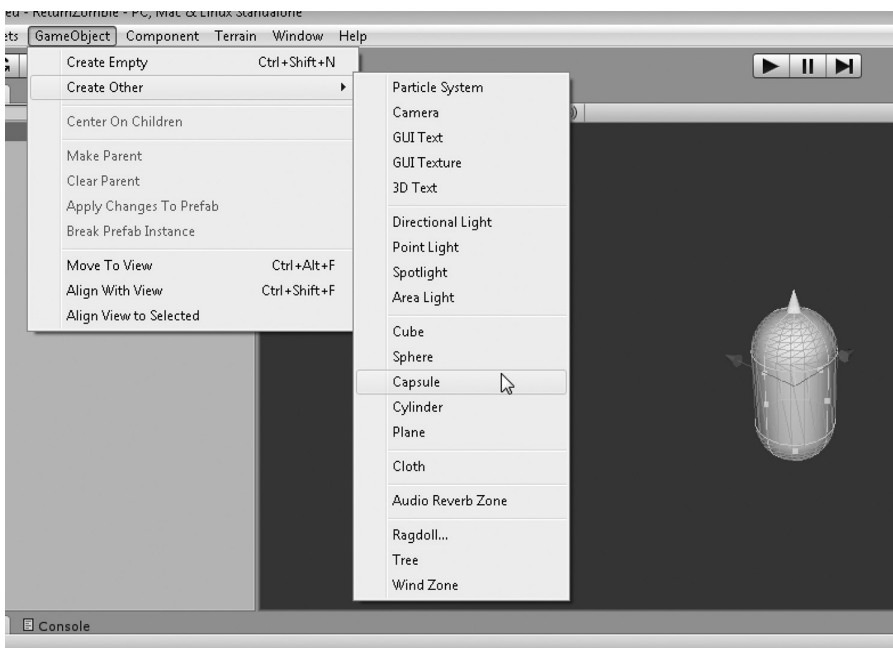 ed - ReturnZombie - PC, Mac & Linux Standalone
ets GameObject Component Terrain Window Help
Create Empty Ctrl+Shift+N
Create Other
Center On Children
Make Parent
Clear Parent
Apply Changes To Prefab
Break Prefab Instance
Move To View Ctrl+Alt+F
Align With View Ctrl+Shift+F
Align View to Selected
Particle System
Camera
GUI Text
GUI Texture
3D Text
Directional Light
Point Light
Spotlight
Area Light
Cube
Sphere
Capsule
Cylinder
Plane
Cloth
Audio Reverb Zone
Ragdoll...
Tree
Wind Zone
Console